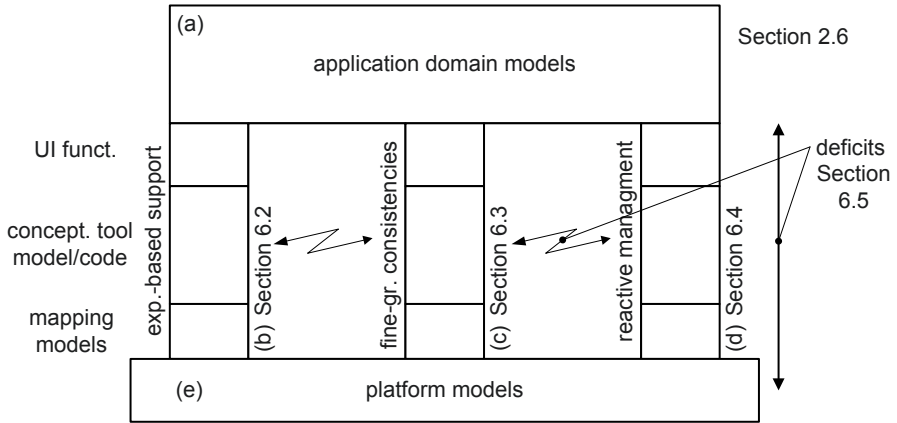 (a)
application domain models
Section 2.6
UI funct.
concept. tool
model/code
mapping
models
exp.-based support
(b) Section 6.2
fine-gr. consistencies
(c) Section 6.3
reactive managment
(d) Section 6.4
deficits
Section
6.5
(e)
platform models